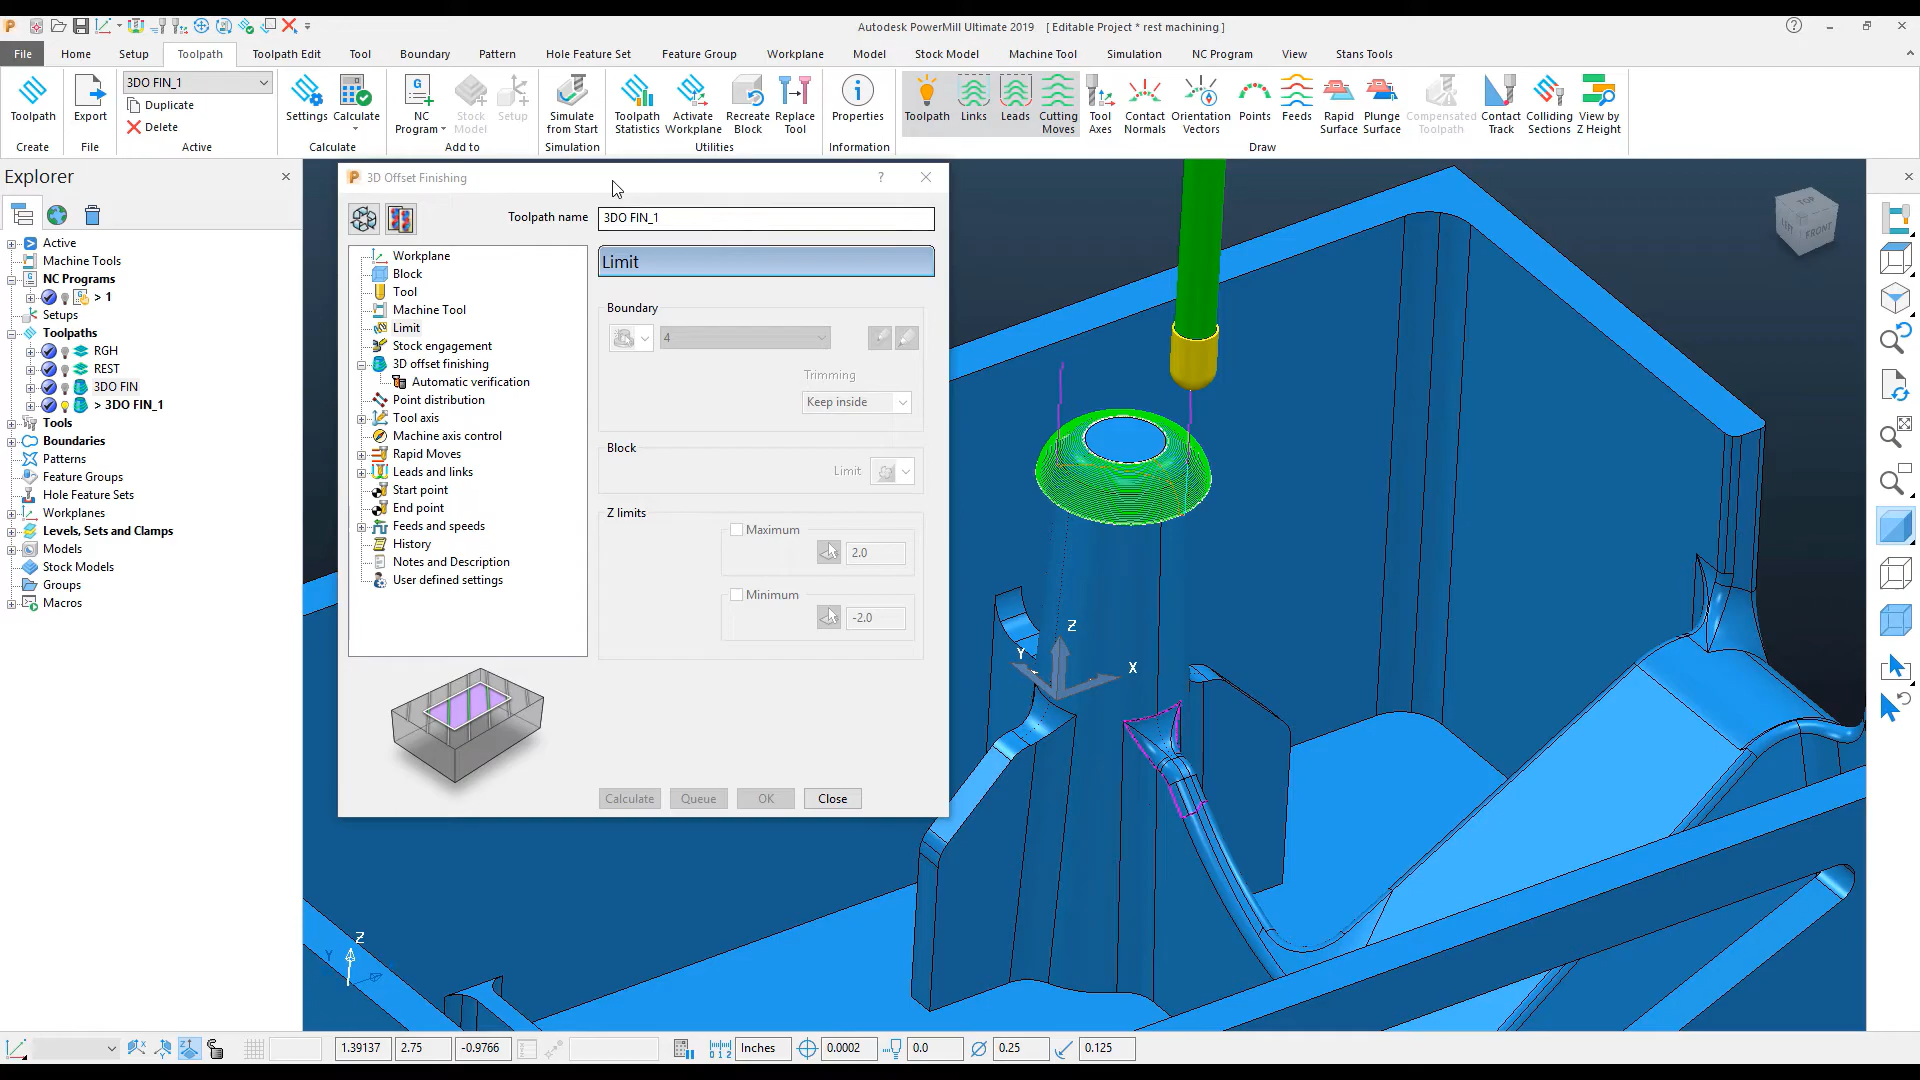 Autodesk PowerMill Ultimate 2019 [ Editable Project * rest machining ]
File Home Setup Toolpath Toolpath Edit Tool Boundary Pattern Hole Feature Set Feature Group Workplane Model Stock Model Machine Tool Simulation NC Program View Stans Tools
Toolpath
Create
Export
File
3DO FIN_1
Duplicate
Delete
Active
Settings
Calculate
Calculate
NC Program
Stock Model
Setup
Add to
Simulate from Start
Simulation
Toolpath Statistics
Activate Workplane
Recreate Block
Replace Tool
Utilities
Properties
Information
Toolpath
Links
Leads
Cutting Moves
Tool Axes
Contact Normals
Orientation Vectors
Points
Feeds
Rapid Surface
Plunge Surface
Compensated Toolpath
Contact Track
Colliding Sections
View by Z Height
Draw
Explorer
Active
Machine Tools
NC Programs
> 1
Setups
Toolpaths
RGH
REST
3DO FIN
> 3DO FIN_1
Tools
Boundaries
Patterns
Feature Groups
Hole Feature Sets
Workplanes
Levels, Sets and Clamps
Models
Stock Models
Groups
Macros
3D Offset Finishing
Toolpath name 3DO FIN_1
Workplane
Block
Tool
Machine Tool
Limit
Stock engagement
3D offset finishing
Automatic verification
Point distribution
Tool axis
Machine axis control
Rapid Moves
Leads and links
Start point
End point
Feeds and speeds
History
Notes and Description
User defined settings
Limit
Boundary
4
Trimming
Keep inside
Block
Limit
Z limits
Maximum
2.0
Minimum
-2.0
Calculate Queue OK Close
TOP
FRONT
Z
Y
X
Z
Y
1.39137 2.75 -0.9766 Inches 0.0002 0.0 0.25 0.125